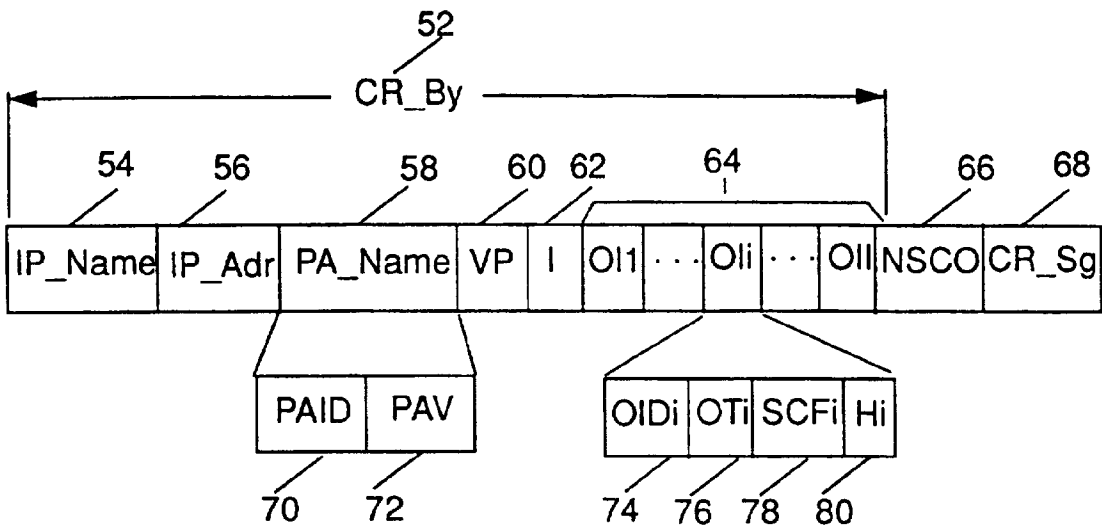 52
CR_By
54 56 58 60 62 64 66 68
IP_Name IP_Adr PA_Name VP I OI1 ... OIi ... OII NSCO CR_Sg
PAID PAV OIDi OTi SCFi Hi
70 72 74 76 78 80